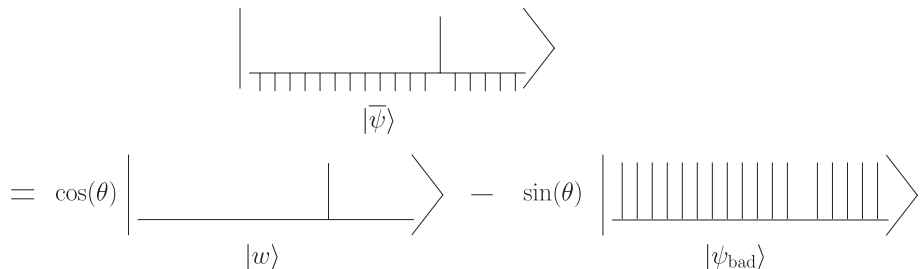 |ψ̅⟩
= cos(θ) | ⟩ − sin(θ) | ⟩
|w⟩ |ψ_bad⟩